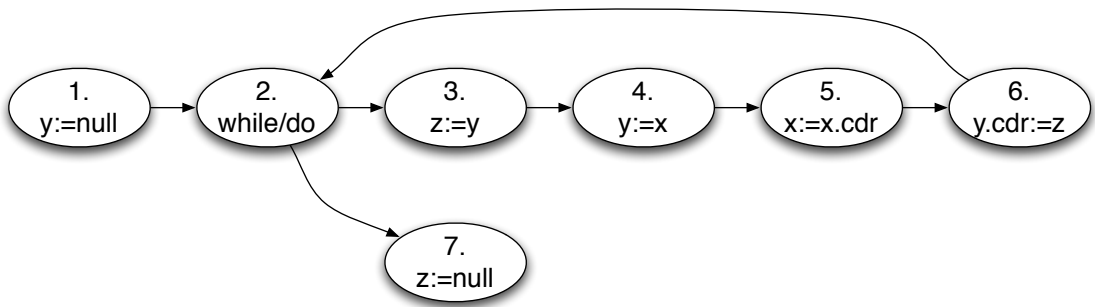 1.
y:=null
2.
while/do
3.
z:=y
4.
y:=x
5.
x:=x.cdr
6.
y.cdr:=z
7.
z:=null